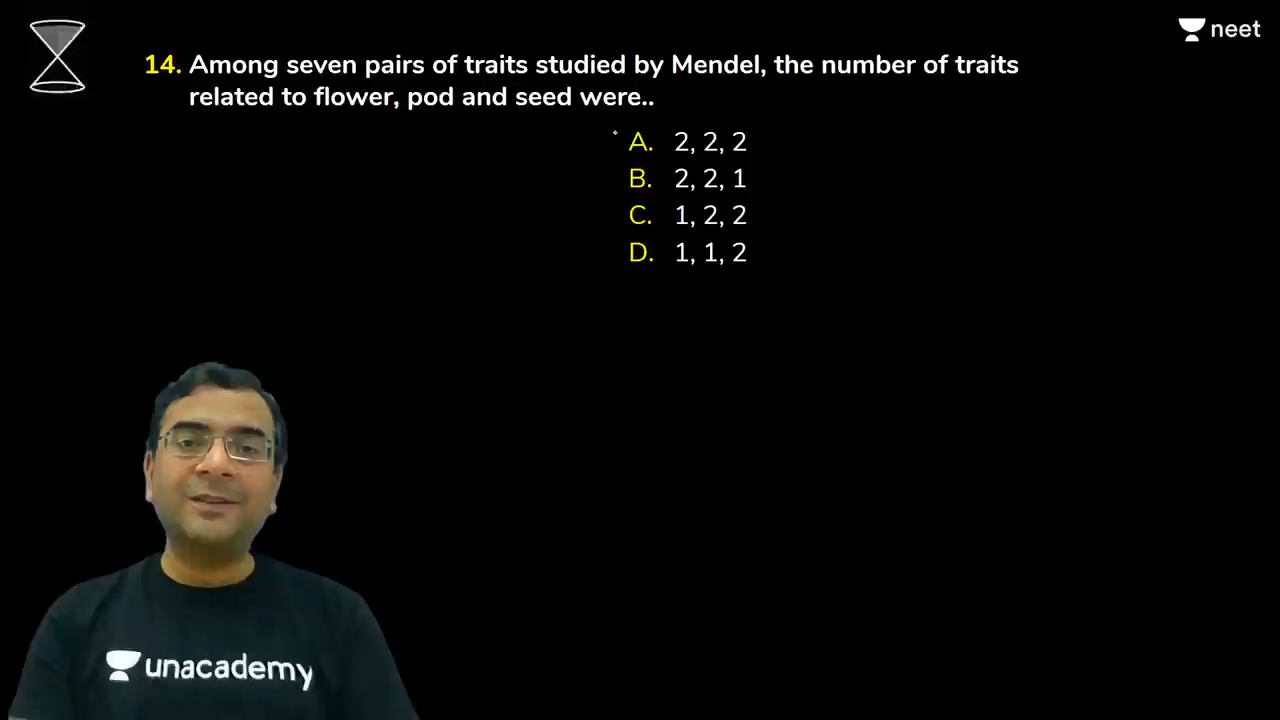 neet
14. Among seven pairs of traits studied by Mendel, the number of traits
related to flower, pod and seed were..
A. 2, 2, 2
B. 2, 2, 1
C. 1, 2, 2
D. 1, 1, 2
unacademy